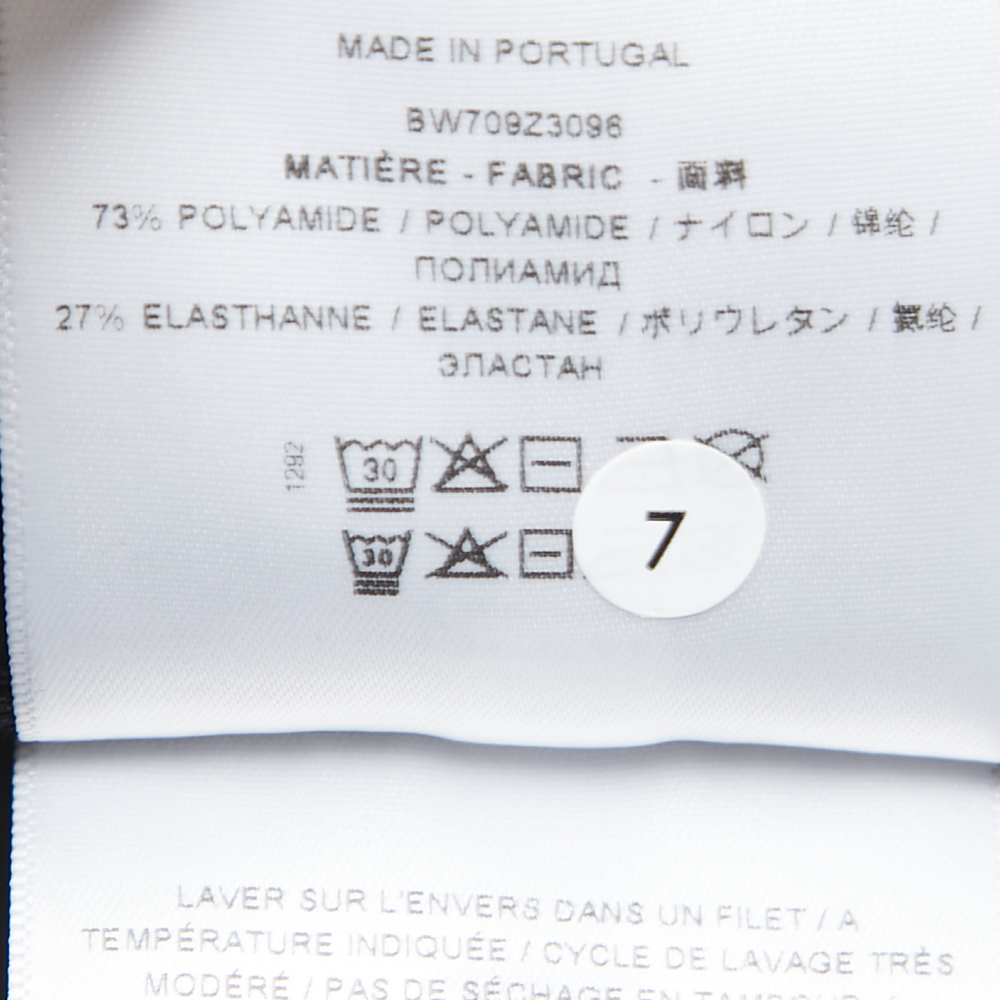 MADE IN PORTUGAL
BW709Z3096
MATIÈRE - FABRIC - 面料
73% POLYAMIDE / POLYAMIDE / ナイロン / 锦纶 /
ПОЛИАМИД
27% ELASTHANNE / ELASTANE / ポリウレタン / 氨纶 /
ЭЛАСТАН
1292
30
30
7
LAVER SUR L'ENVERS DANS UN FILET / A
TEMPÉRATURE INDIQUÉE / CYCLE DE LAVAGE TRÈS
MODÉRÉ / PAS DE SÉCHAGE EN TAMBOUR /